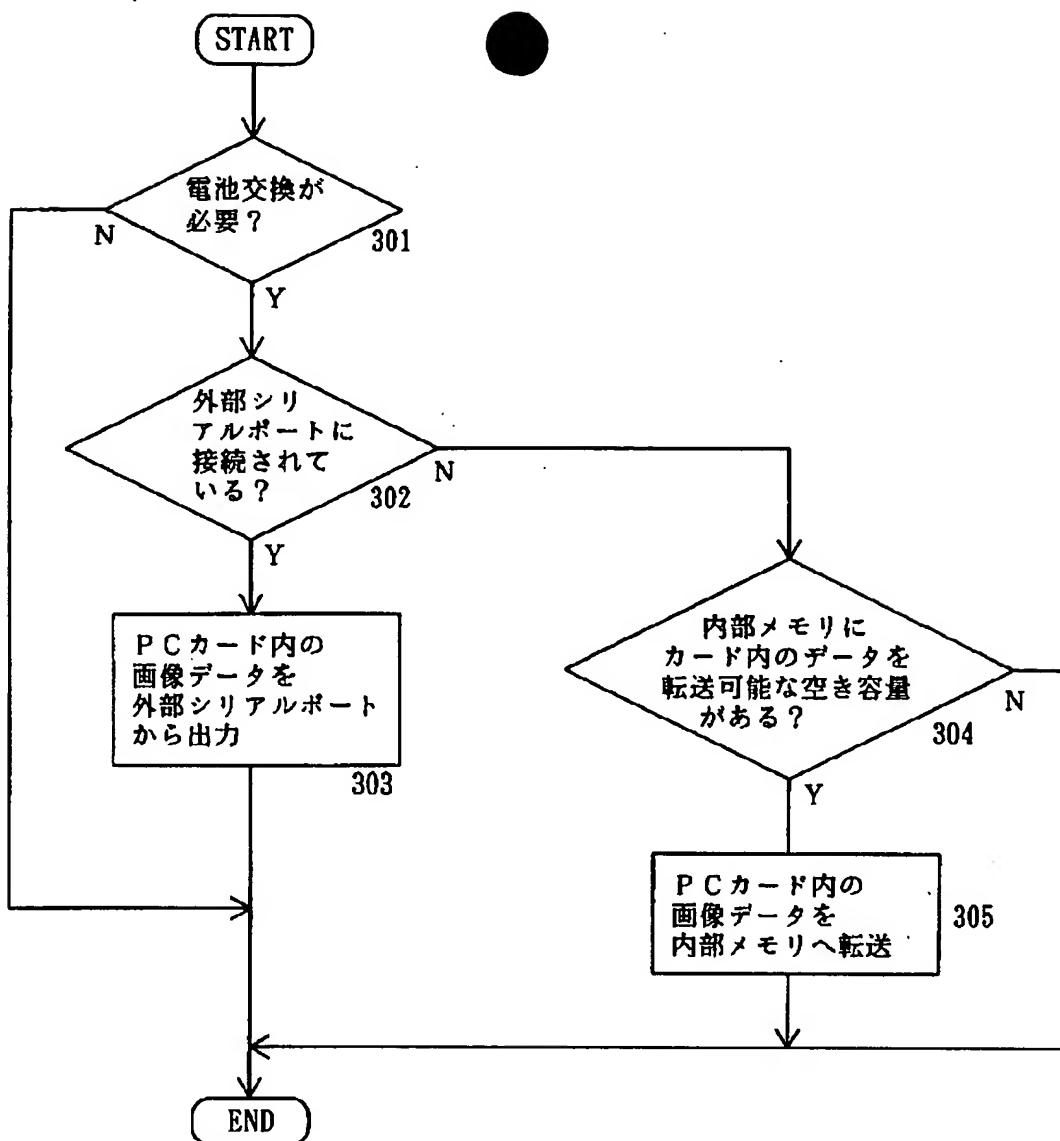 START
電池交換が
必要？
N
301
Y
外部シリ
アルポートに
接続されて
いる？
N
302
Y
PCカード内の
画像データを
外部シリアルポート
から出力
303
内部メモリに
カード内のデータを
転送可能な空き容量
がある？
N
304
Y
PCカード内の
画像データを
内部メモリへ転送
305
END